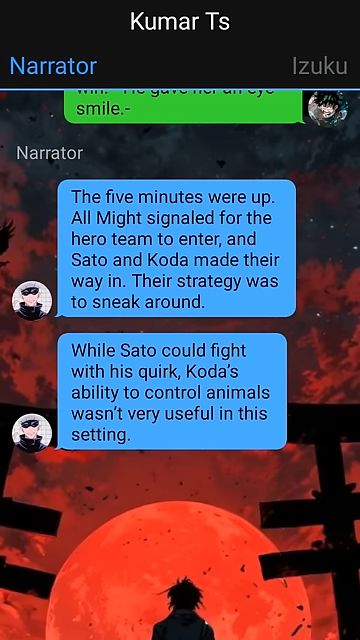 Kumar Ts
Narrator
Izuku
smile.-
Narrator
The five minutes were up.
All Might signaled for the
hero team to enter, and
Sato and Koda made their
way in. Their strategy was
to sneak around.
While Sato could fight
with his quirk, Koda's
ability to control animals
wasn't very useful in this
setting.